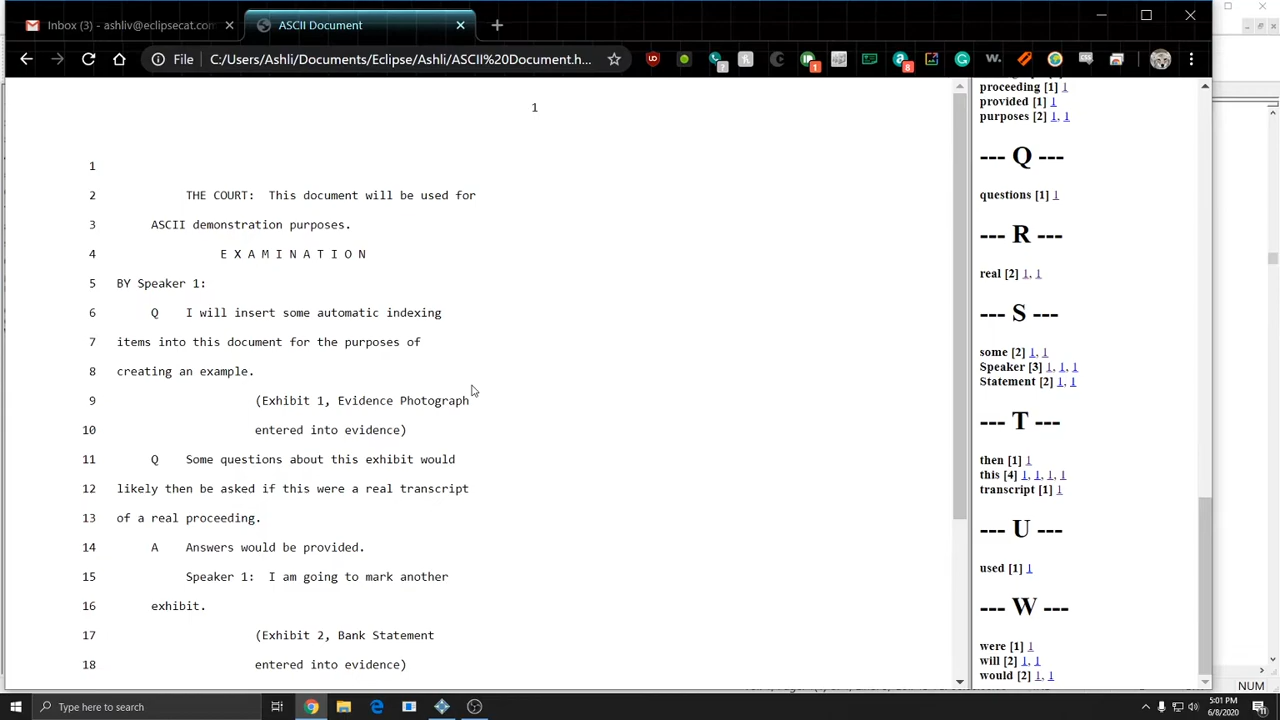 Inbox (3) - ashliv@eclipsecat.com
ASCII Document
File
C:/Users/Ashli/Documents/Eclipse/Ashli/ASCII%20Document.h...
1
1
2 THE COURT: This document will be used for
3 ASCII demonstration purposes.
4 E X A M I N A T I O N
5 BY Speaker 1:
6 Q I will insert some automatic indexing
7 items into this document for the purposes of
8 creating an example.
9 (Exhibit 1, Evidence Photograph
10 entered into evidence)
11 Q Some questions about this exhibit would
12 likely then be asked if this were a real transcript
13 of a real proceeding.
14 A Answers would be provided.
15 Speaker 1: I am going to mark another
16 exhibit.
17 (Exhibit 2, Bank Statement
18 entered into evidence)
proceeding [1] 1
provided [1] 1
purposes [2] 1, 1
--- Q ---
questions [1] 1
--- R ---
real [2] 1, 1
--- S ---
some [2] 1, 1
Speaker [3] 1, 1, 1
Statement [2] 1, 1
--- T ---
then [1] 1
this [4] 1, 1, 1, 1
transcript [1] 1
--- U ---
used [1] 1
--- W ---
were [1] 1
will [2] 1, 1
would [2] 1, 1
NUM
Type here to search
5:01 PM
6/8/2020